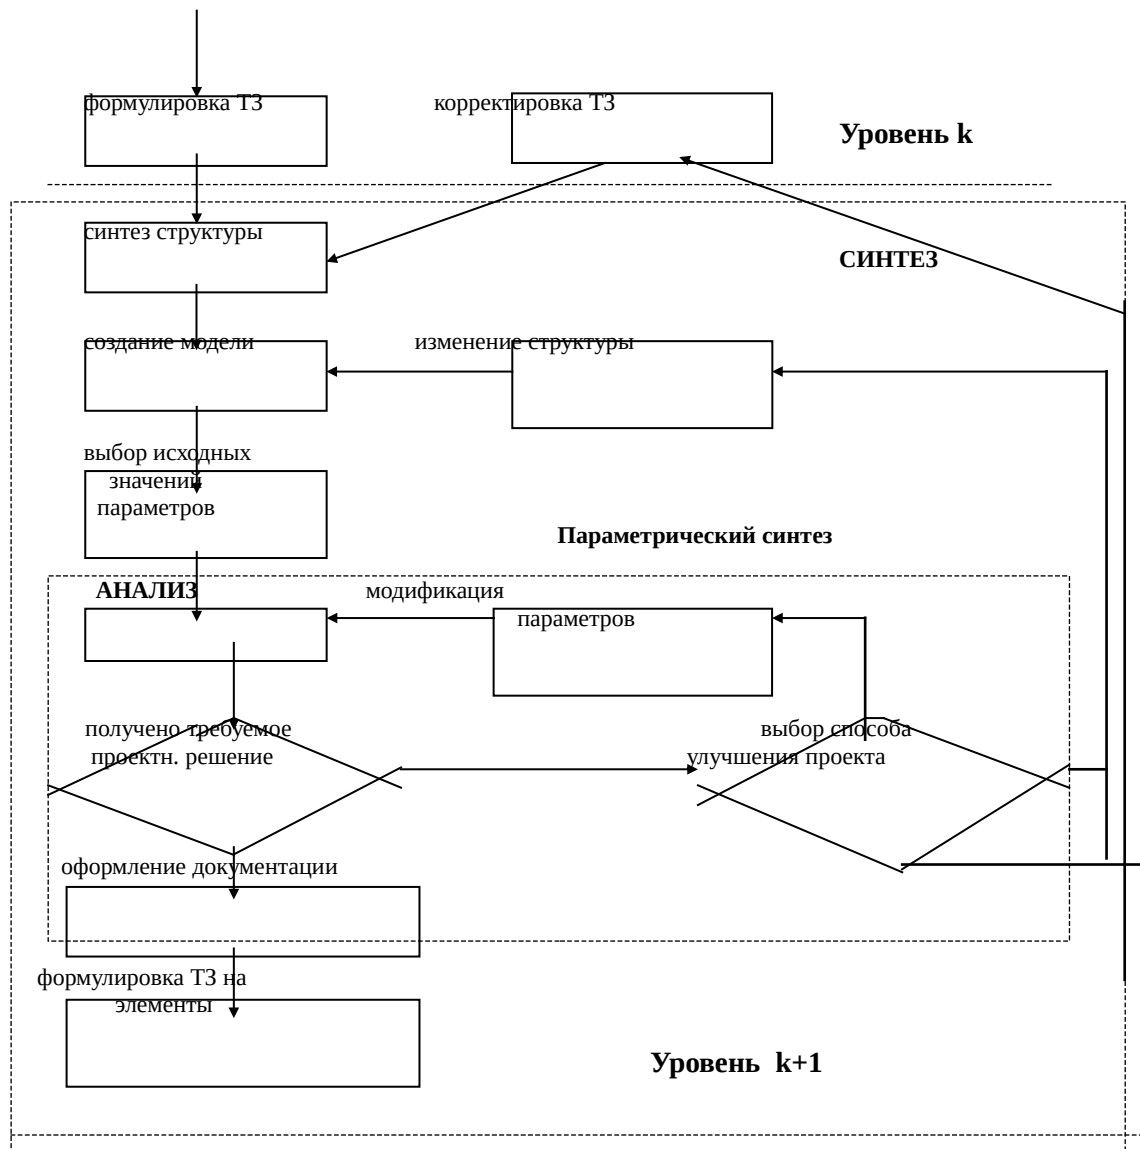 формулировка ТЗ
корректировка ТЗ
Уровень k
синтез структуры
СИНТЕЗ
создание модели
изменение структуры
выбор исходных
значений
параметров
Параметрический синтез
АНАЛИЗ
модификация
параметров
получено требуемое
проектн. решение
выбор способа
улучшения проекта
оформление документации
формулировка ТЗ на
элементы
Уровень k+1